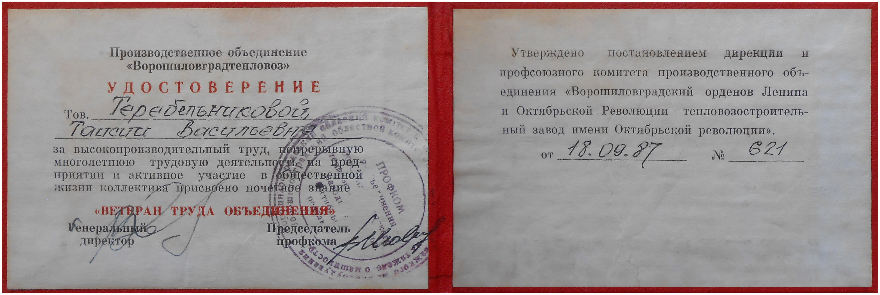 Производственное объединение
«Ворошиловградтепловоз»
УДОСТОВЕРЕНИЕ
Тов. Теребельниковой
Таисии Васильевне
за высокопроизводительный труд, непрерывную
многолетнюю трудовую деятельность на пред-
приятии и активное участие в общественной
жизни коллектива присвоено почетное звание
«ВЕТЕРАН ТРУДА ОБЪЕДИНЕНИЯ»
Генеральный
директор
Председатель
профкома
ПРОФКОМ
Утверждено постановлением дирекции и
профсоюзного комитета производственного объ-
единения «Ворошиловградский орденов Ленина
и Октябрьской Революции тепловозостроитель-
ный завод имени Октябрьской революции».
от 18.09.87 № 621